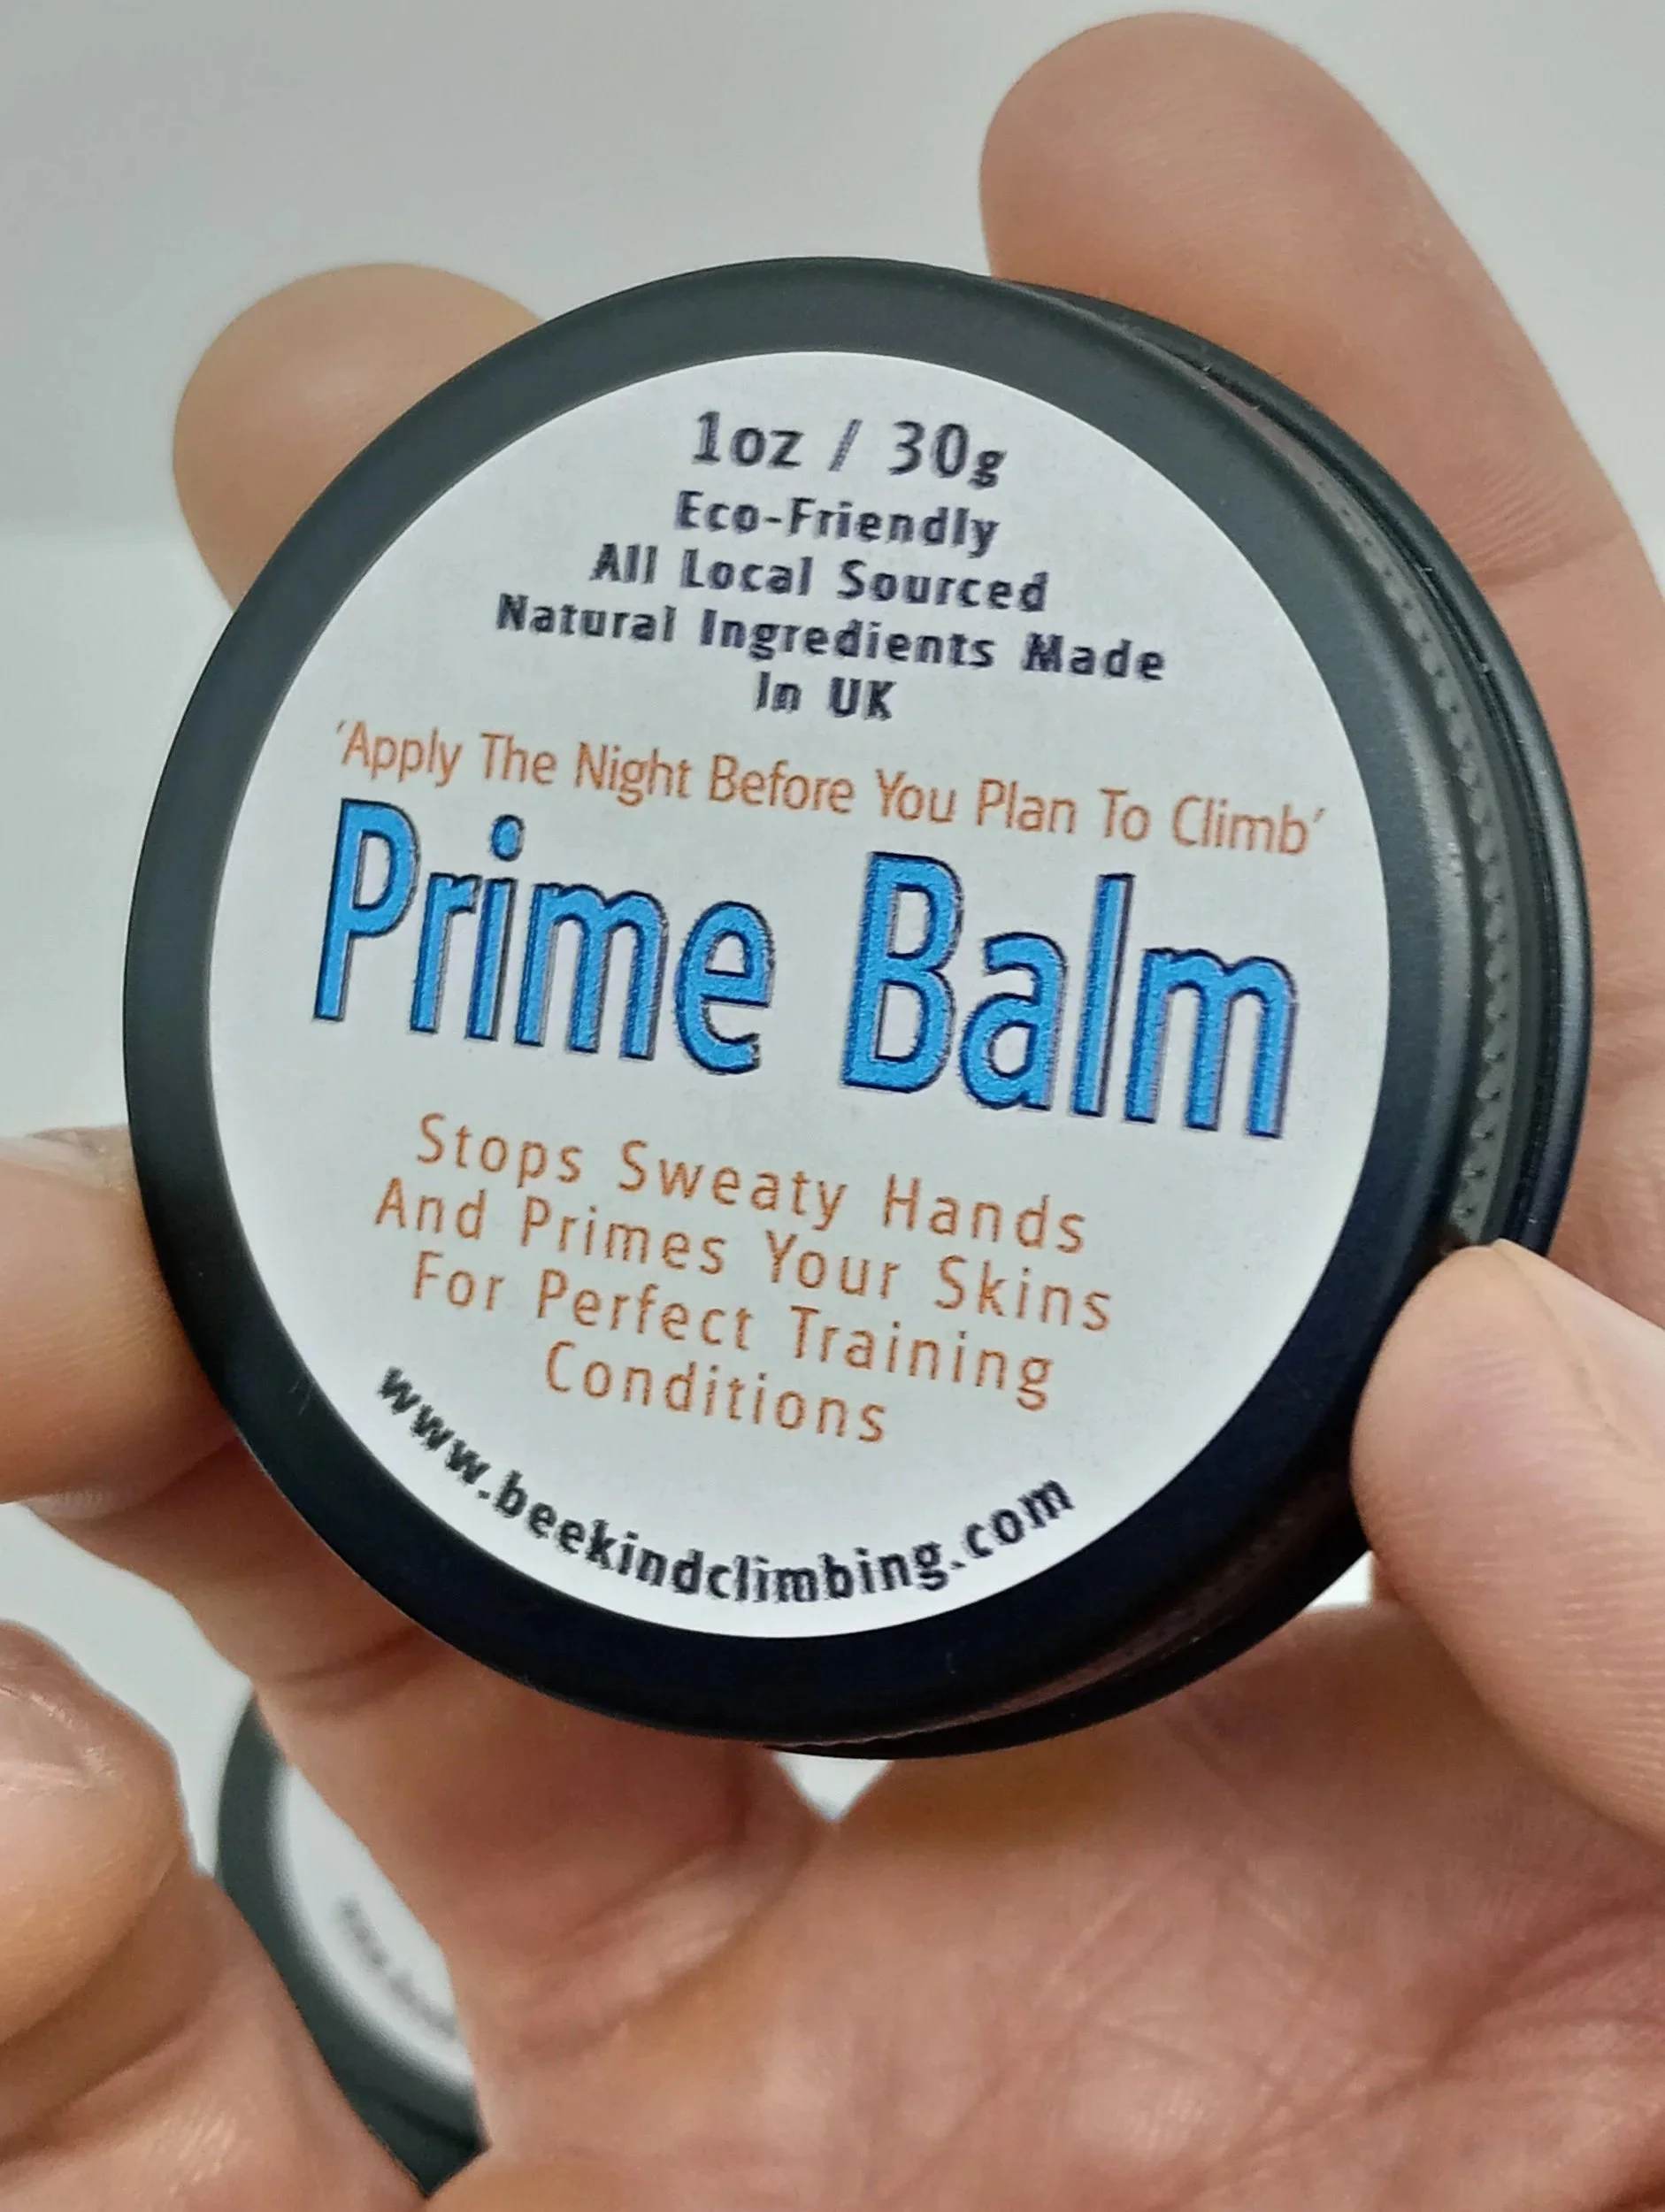 1oz / 30g
Eco-Friendly
All Local Sourced
Natural Ingredients Made
In UK
‘Apply The Night Before You Plan To Climb’
Prime Balm
Stops Sweaty Hands
And Primes Your Skins
For Perfect Training
Conditions
www.beekindclimbing.com